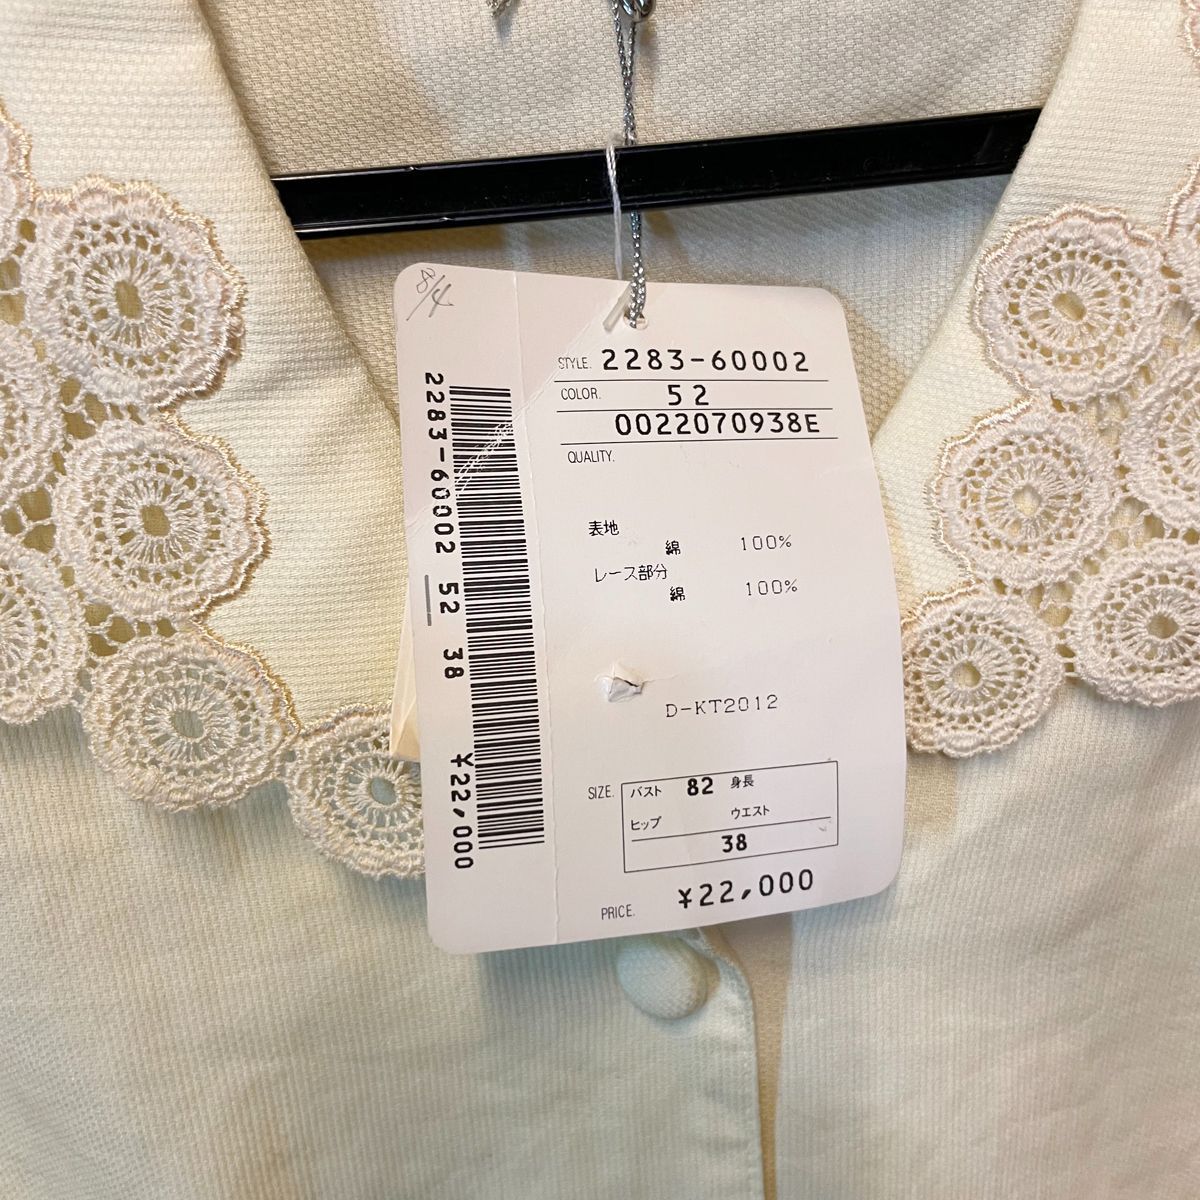 8/4
2283-60002 52 38 ¥22,000
STYLE. 2283-60002
COLOR. 52
0022070938E
QUALITY.
表地
綿 100%
レース部分
綿 100%
D-KT2012
SIZE. バスト 82 身長
ヒップ ウエスト
38
PRICE. ¥22,000